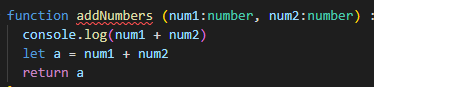 function addNumbers (num1:number, num2:number) :
console.log(num1 + num2)
let a = num1 + num2
return a